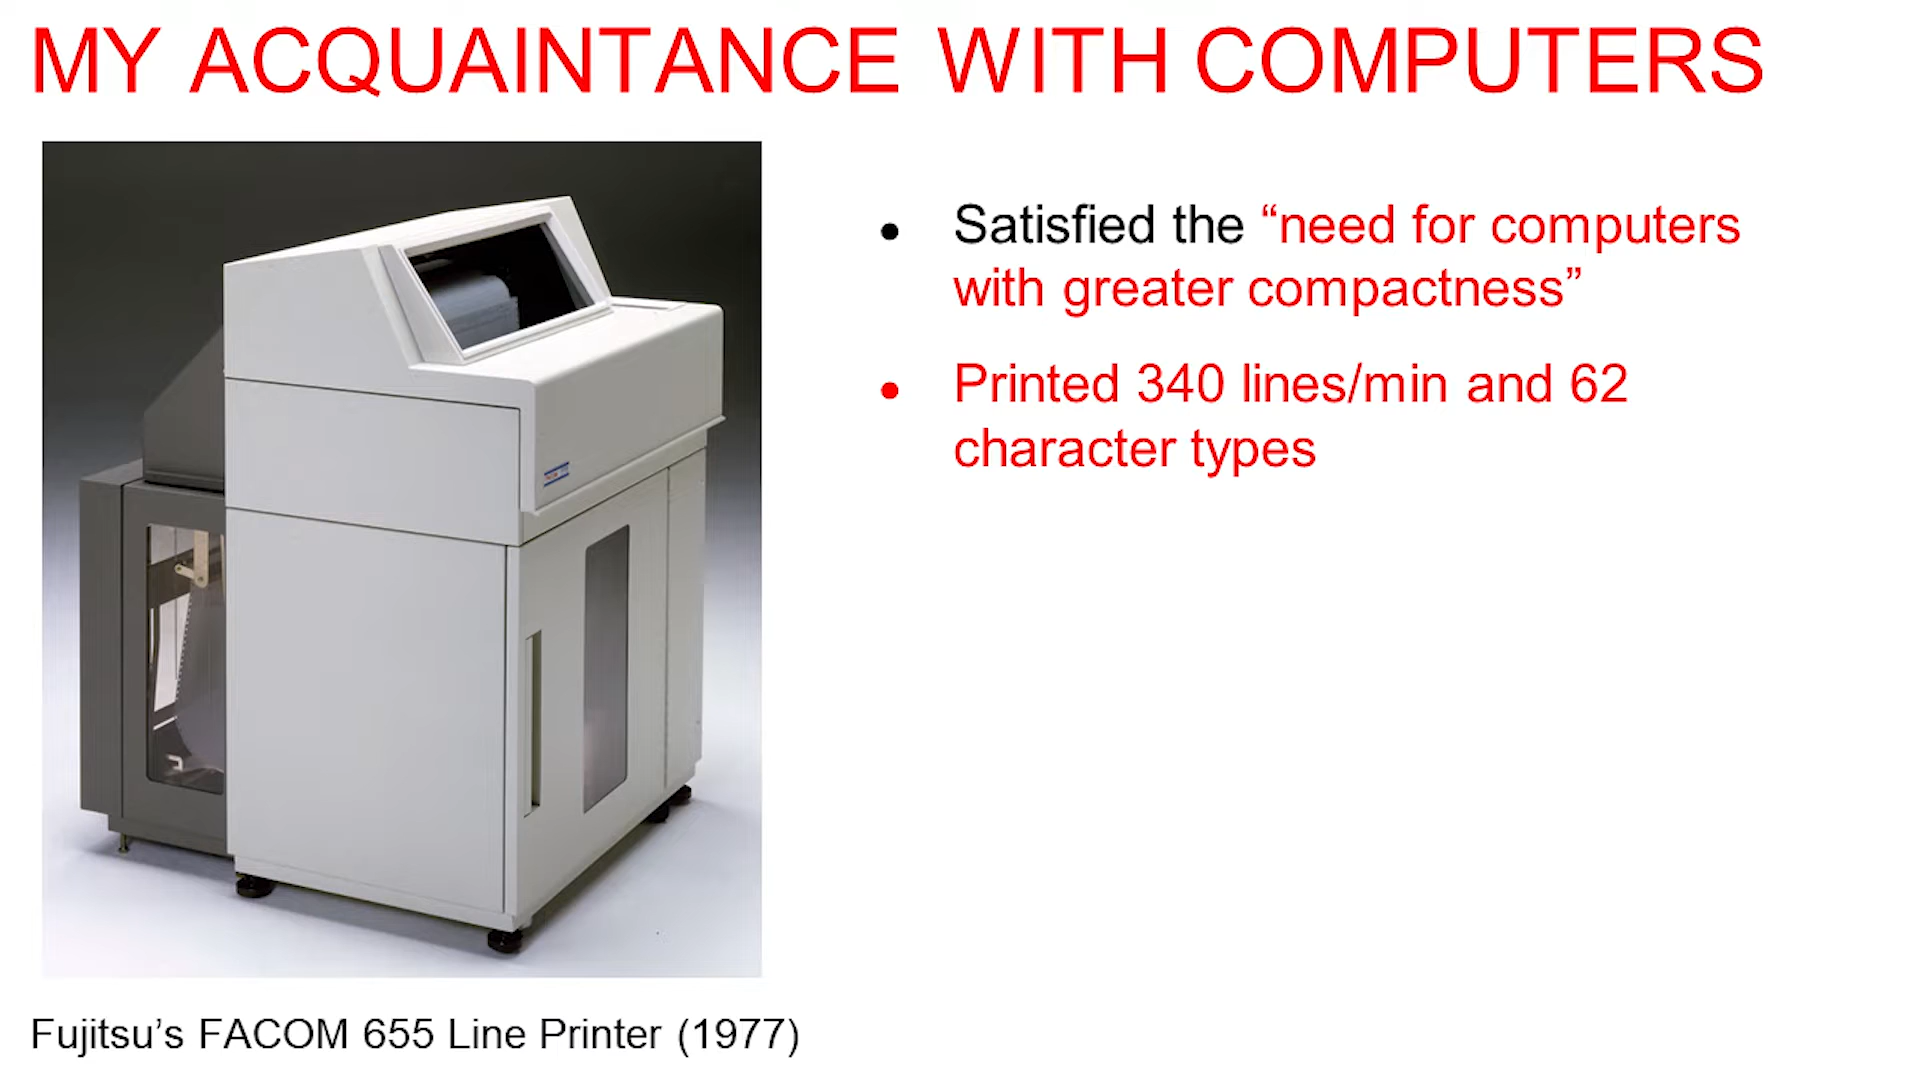 MY ACQUAINTANCE WITH COMPUTERS
• Satisfied the “need for computers
with greater compactness”
• Printed 340 lines/min and 62
character types
Fujitsu’s FACOM 655 Line Printer (1977)